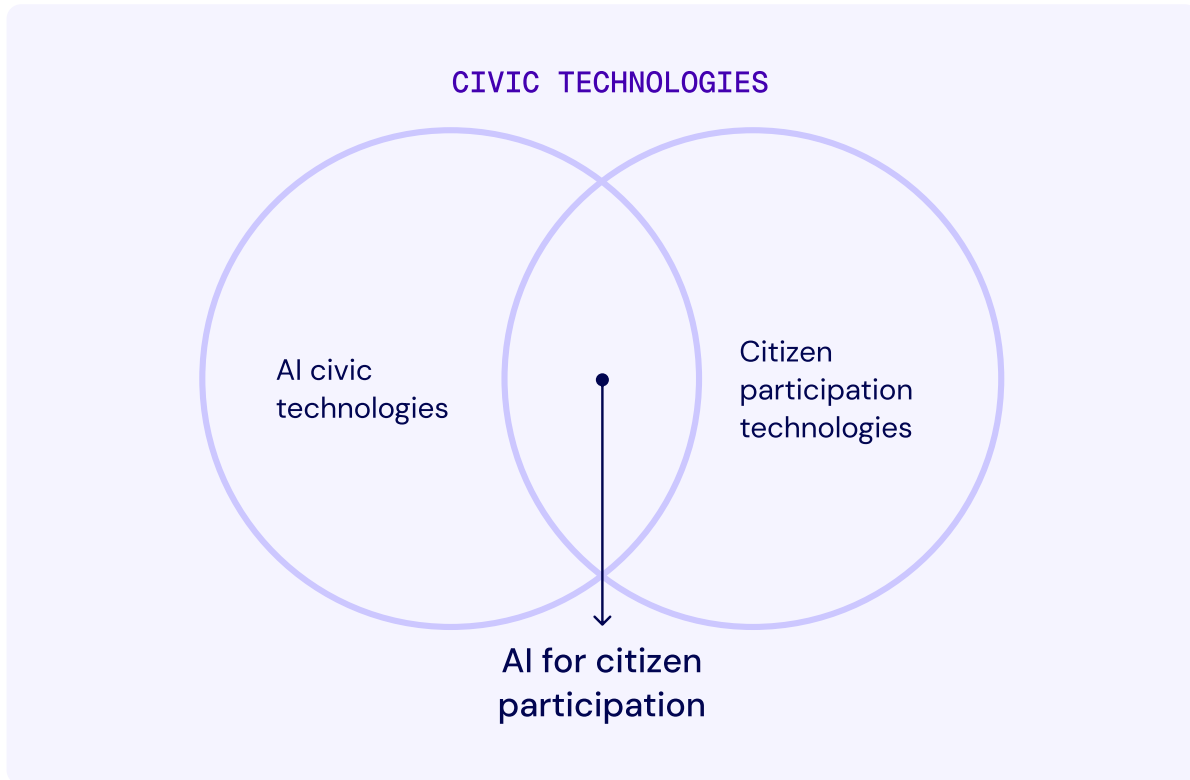 CIVIC TECHNOLOGIES
AI civic
technologies
Citizen
participation
technologies
AI for citizen
participation